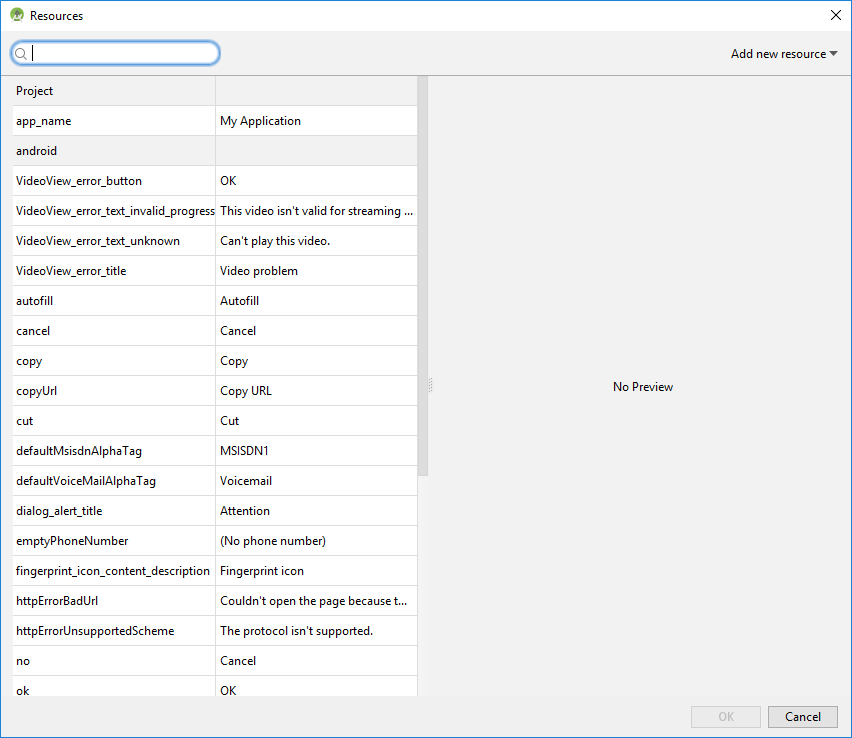 Resources
Add new resource
Project
app_name My Application
android
VideoView_error_button OK
VideoView_error_text_invalid_progress This video isn't valid for streaming ...
VideoView_error_text_unknown Can't play this video.
VideoView_error_title Video problem
autofill Autofill
cancel Cancel
copy Copy
copyUrl Copy URL
cut Cut
defaultMsisdnAlphaTag MSISDN1
defaultVoiceMailAlphaTag Voicemail
dialog_alert_title Attention
emptyPhoneNumber (No phone number)
fingerprint_icon_content_description Fingerprint icon
httpErrorBadUrl Couldn't open the page because t...
httpErrorUnsupportedScheme The protocol isn't supported.
no Cancel
ok OK
No Preview
OK Cancel